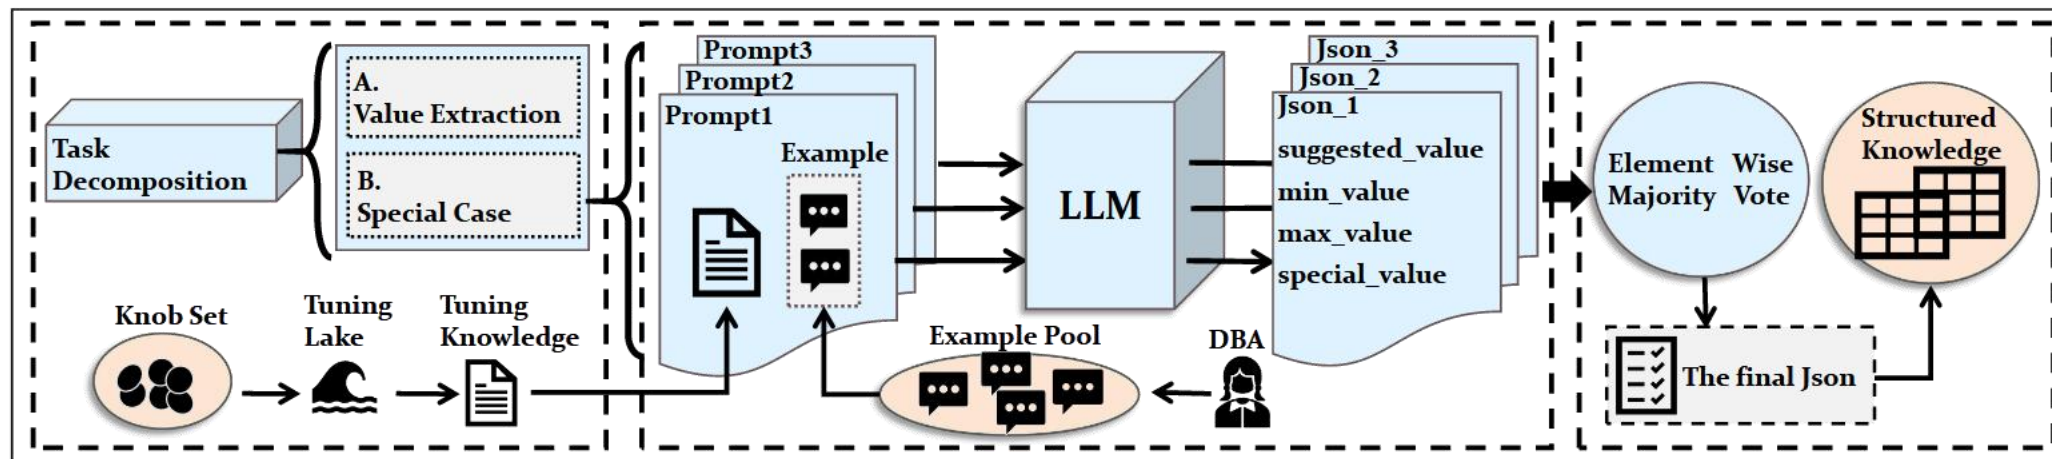 Task
Decomposition
A.
Value Extraction
B.
Special Case
Knob Set
Tuning
Lake
Tuning
Knowledge
Prompt3
Prompt2
Prompt1
Example
LLM
Example Pool
DBA
Json_3
Json_2
Json_1
suggested_value
min_value
max_value
special_value
Element Wise
Majority Vote
Structured
Knowledge
The final Json